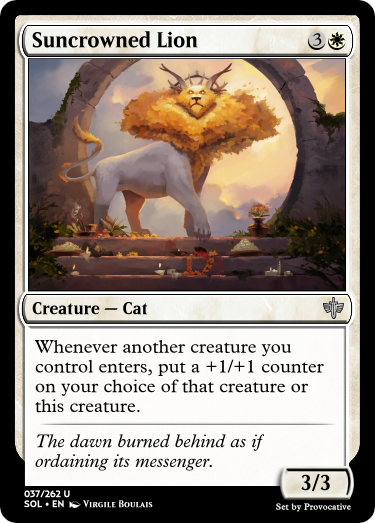 Suncrowned Lion 3
Creature — Cat
Whenever another creature you
control enters, put a +1/+1 counter
on your choice of that creature or
this creature.
The dawn burned behind as if
ordaining its messenger.
3/3
037/262 U
SOL • EN Virgile Boulais
Set by Provocative